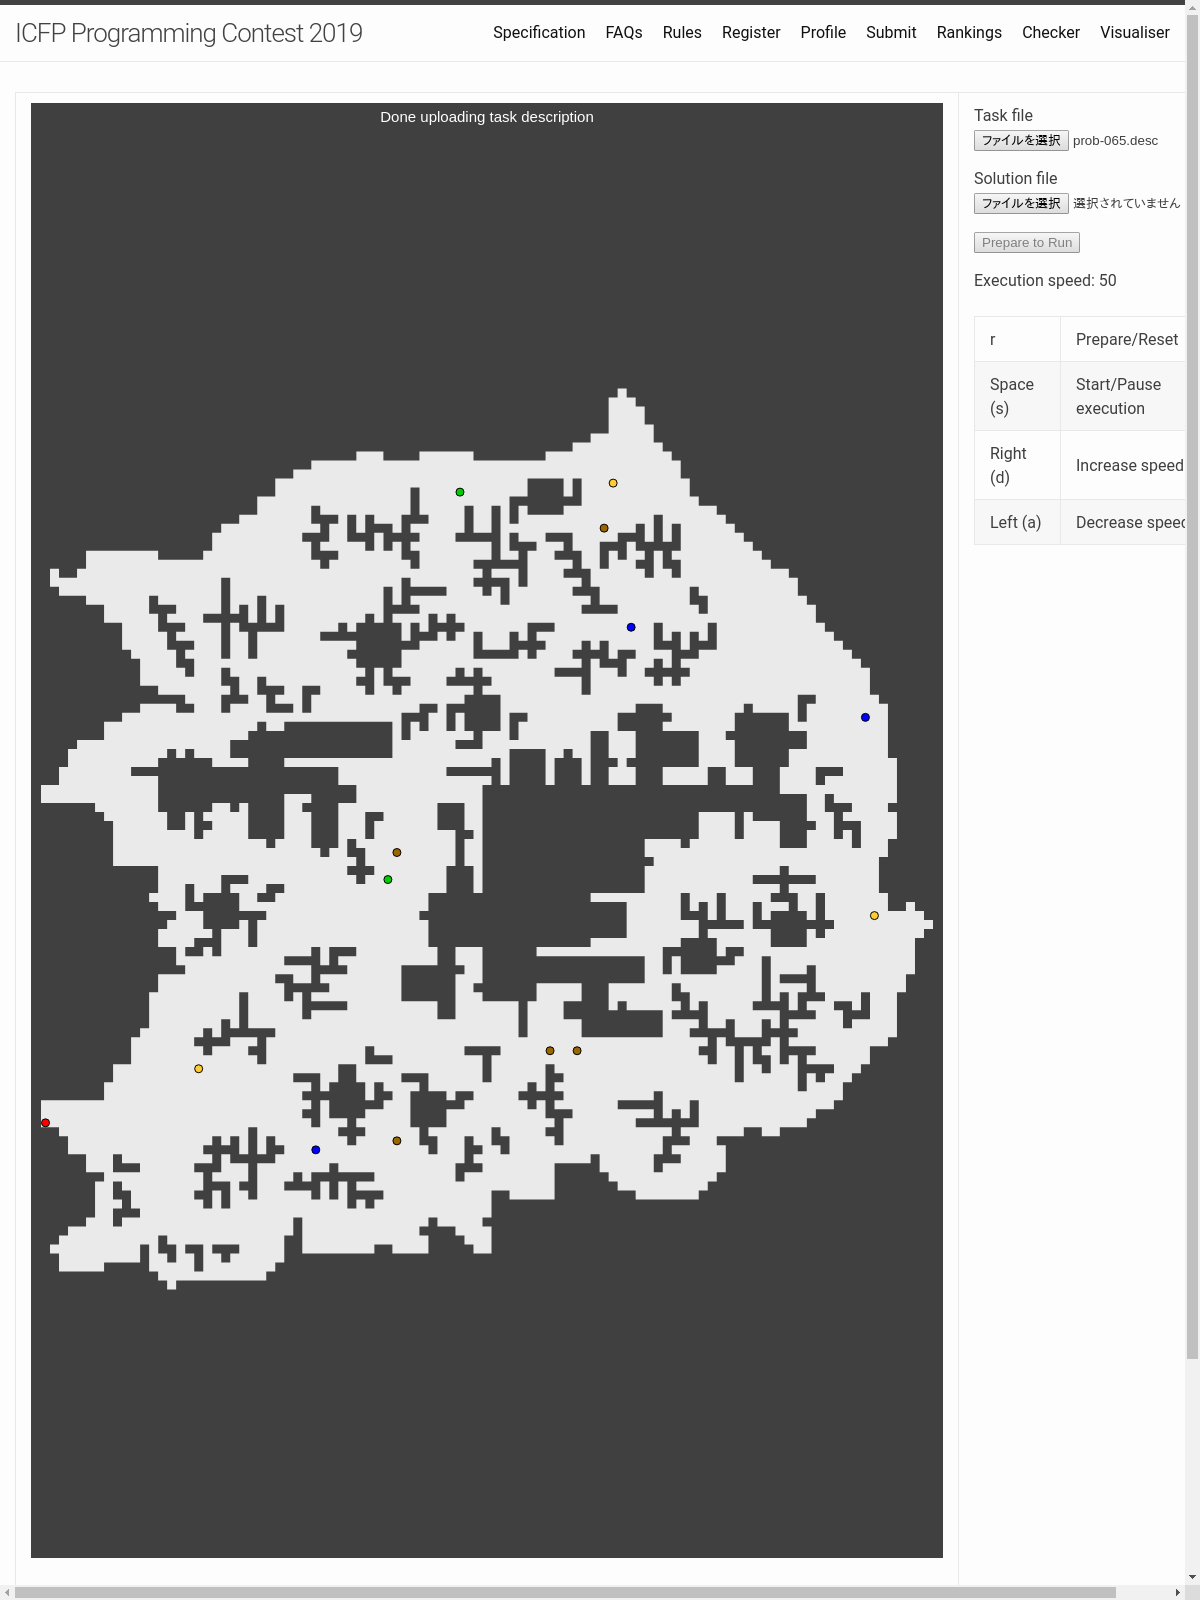 ICFP Programming Contest 2019
Specification FAQs Rules Register Profile Submit Rankings Checker Visualiser
Done uploading task description
Task file
ファイルを選択 prob-065.desc
Solution file
ファイルを選択 選択されていません
Prepare to Run
Execution speed: 50
r Prepare/Reset
Space (s) Start/Pause execution
Right (d) Increase speed
Left (a) Decrease speed